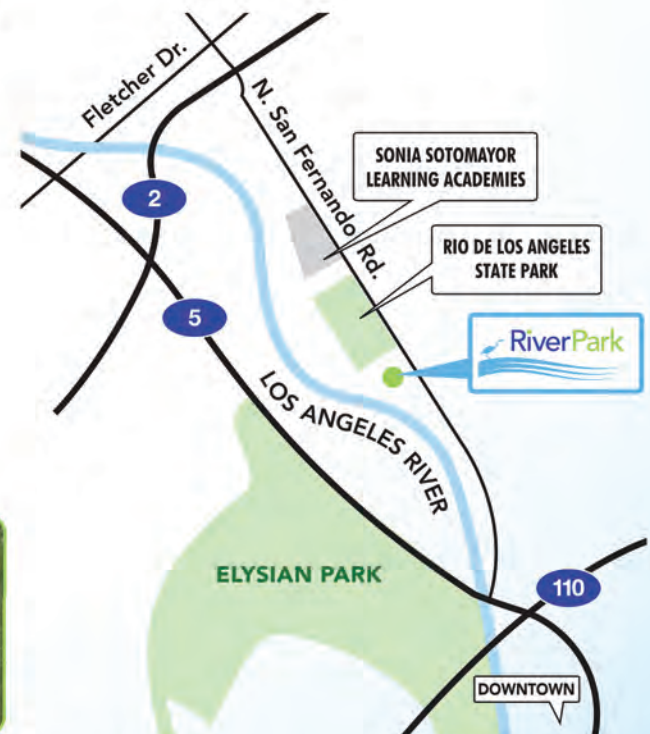 Fletcher Dr.
N. San Fernando Rd.
SONIA SOTOMAYOR
LEARNING ACADEMIES
2
RIO DE LOS ANGELES
STATE PARK
5
RiverPark
LOS ANGELES RIVER
ELYSIAN PARK
110
DOWNTOWN